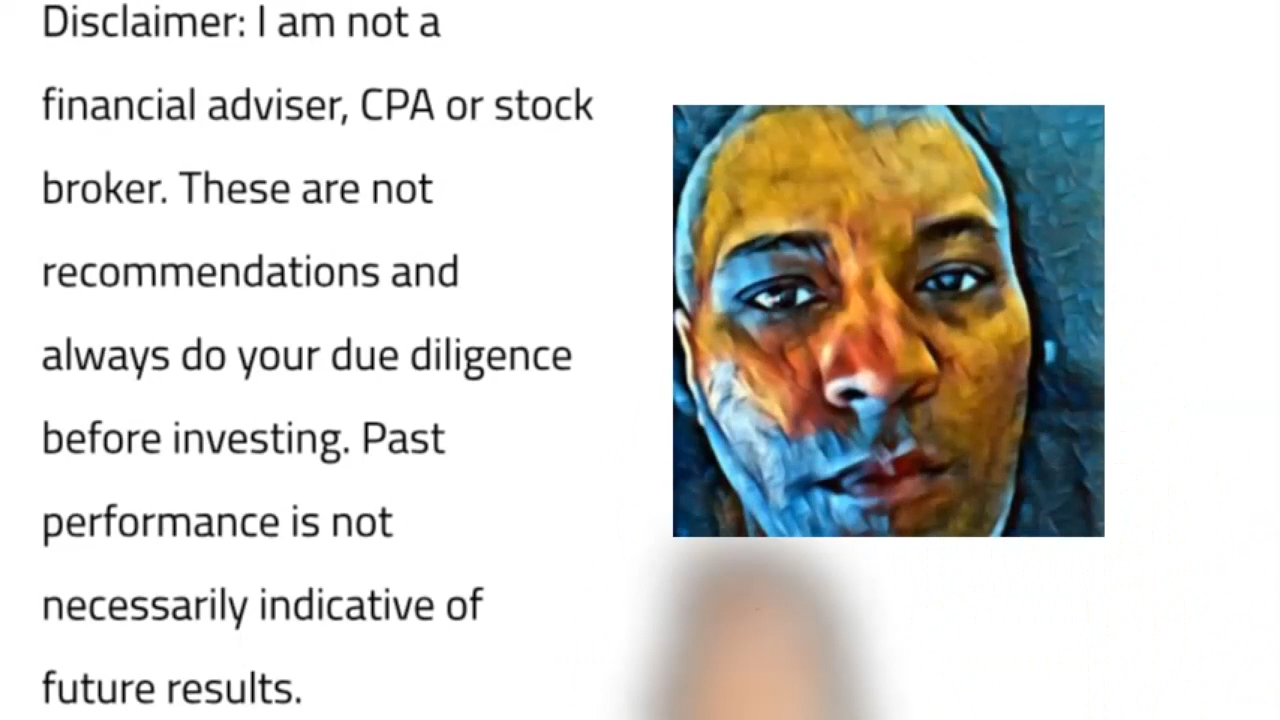 Disclaimer: I am not a
financial adviser, CPA or stock
broker. These are not
recommendations and
always do your due diligence
before investing. Past
performance is not
necessarily indicative of
future results.